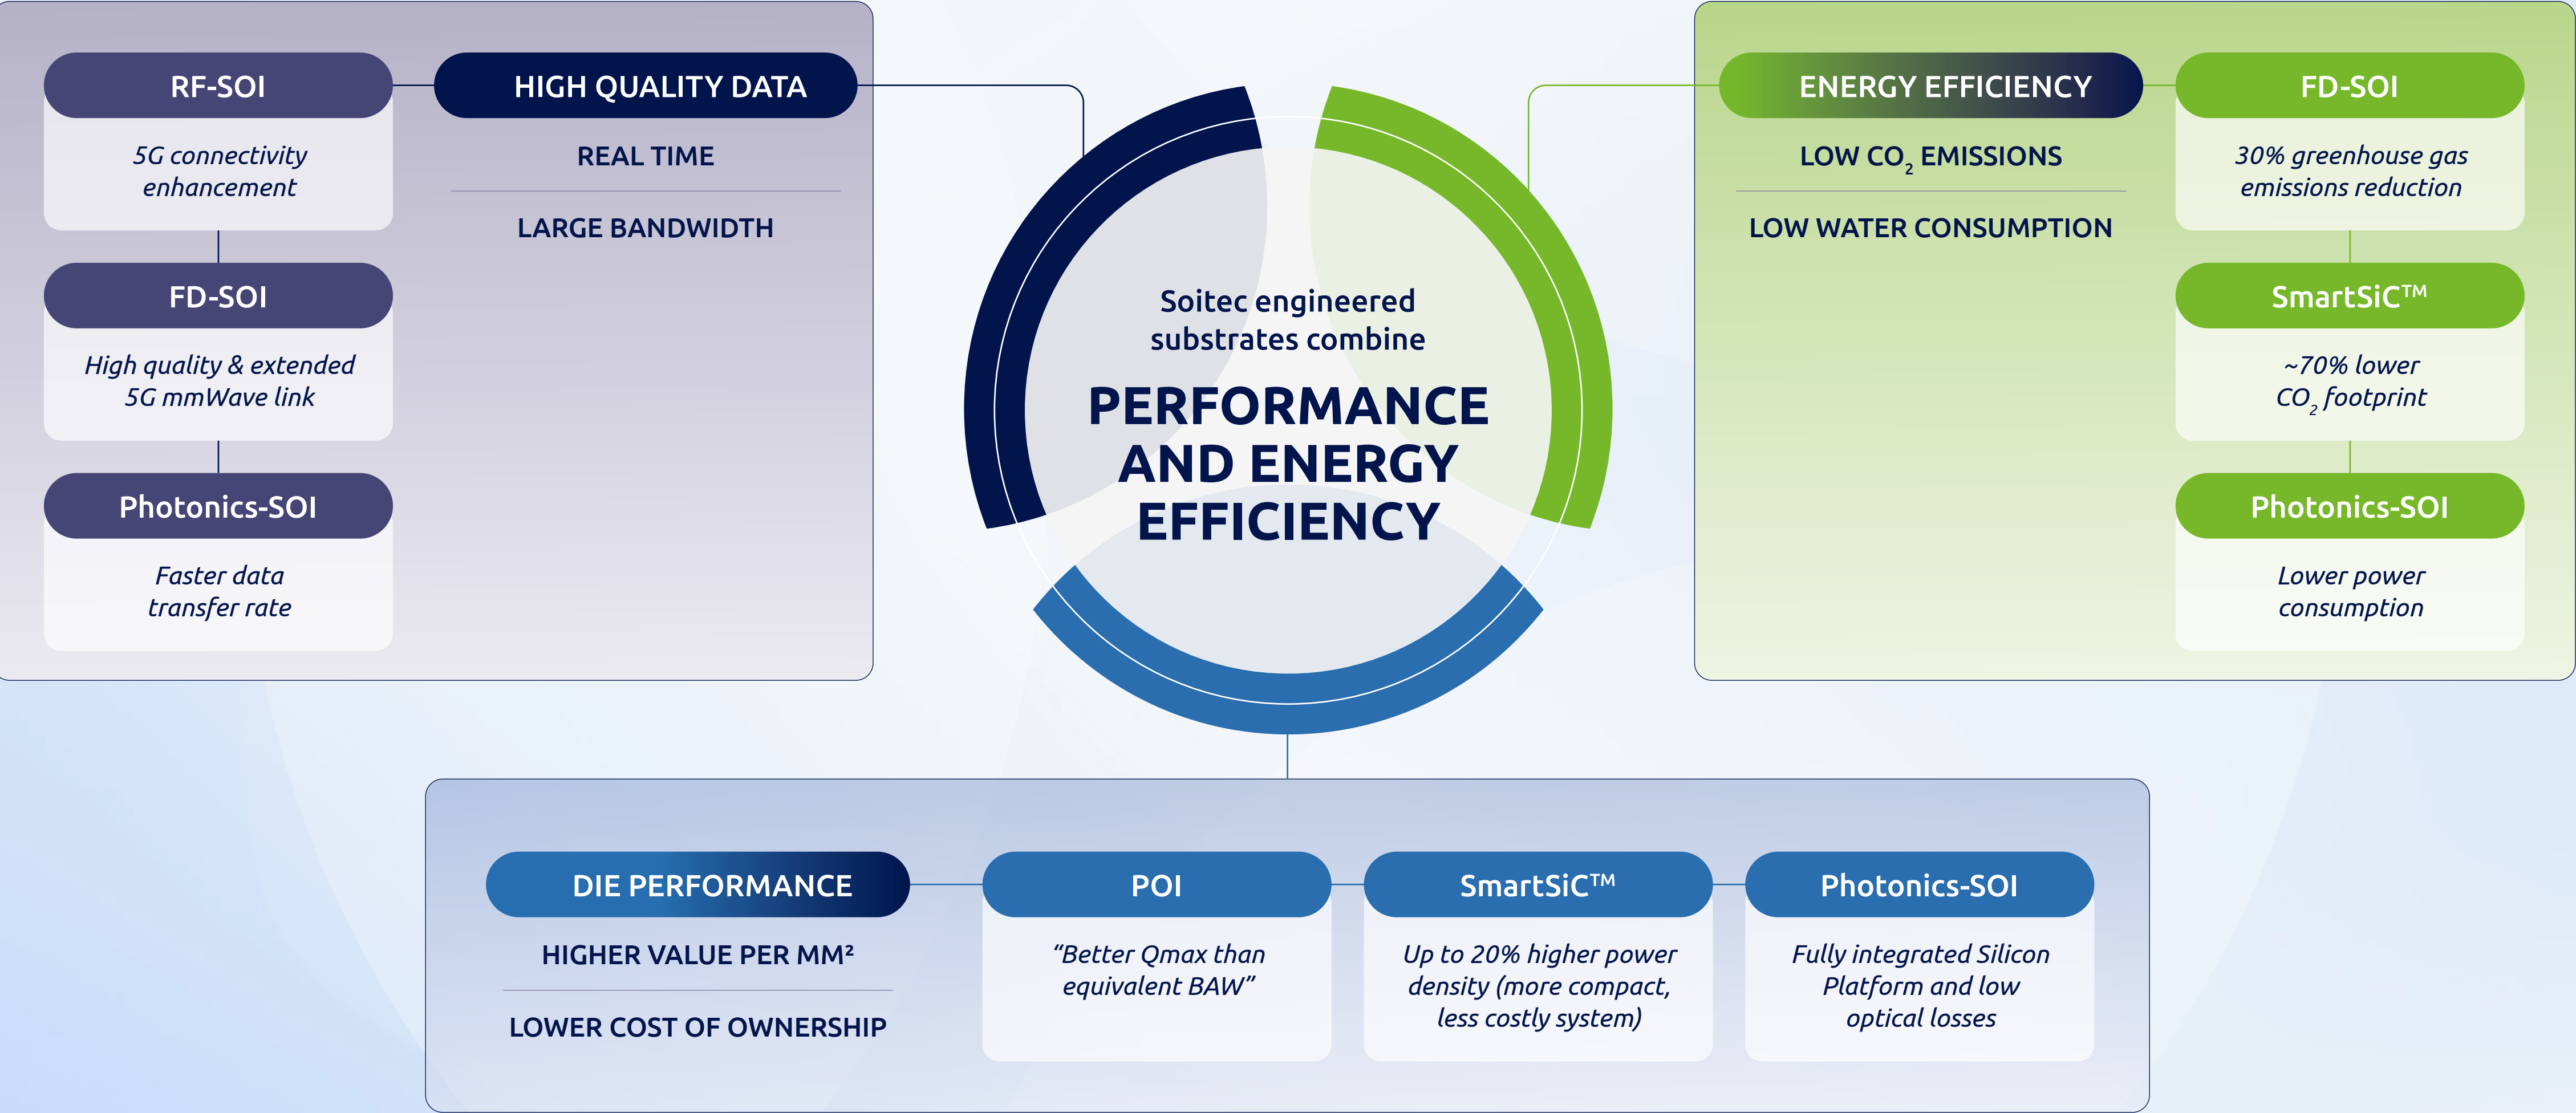 RF-SOI
5G connectivity
enhancement
FD-SOI
High quality & extended
5G mmWave link
Photonics-SOI
Faster data
transfer rate
HIGH QUALITY DATA
REAL TIME
LARGE BANDWIDTH
Soitec engineered
substrates combine
PERFORMANCE
AND ENERGY
EFFICIENCY
ENERGY EFFICIENCY
LOW CO₂ EMISSIONS
LOW WATER CONSUMPTION
FD-SOI
30% greenhouse gas
emissions reduction
SmartSiC™
~70% lower
CO₂ footprint
Photonics-SOI
Lower power
consumption
DIE PERFORMANCE
HIGHER VALUE PER MM²
LOWER COST OF OWNERSHIP
POI
“Better Qmax than
equivalent BAW”
SmartSiC™
Up to 20% higher power
density (more compact,
less costly system)
Photonics-SOI
Fully integrated Silicon
Platform and low
optical losses